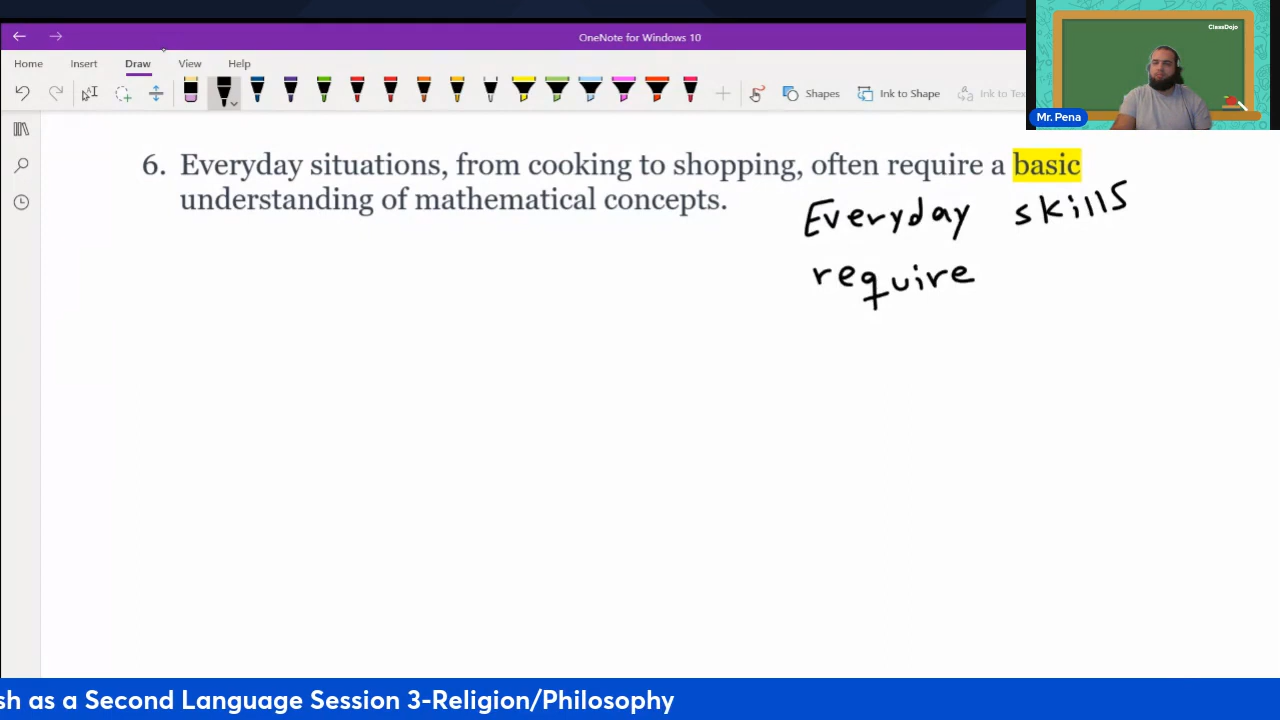 OneNote for Windows 10
ClassDojo
Home Insert Draw View Help
Shapes Ink to Shape Ink to Tex
Mr. Pena
6. Everyday situations, from cooking to shopping, often require a basic
understanding of mathematical concepts.
Everyday skills
require
sh as a Second Language Session 3-Religion/Philosophy